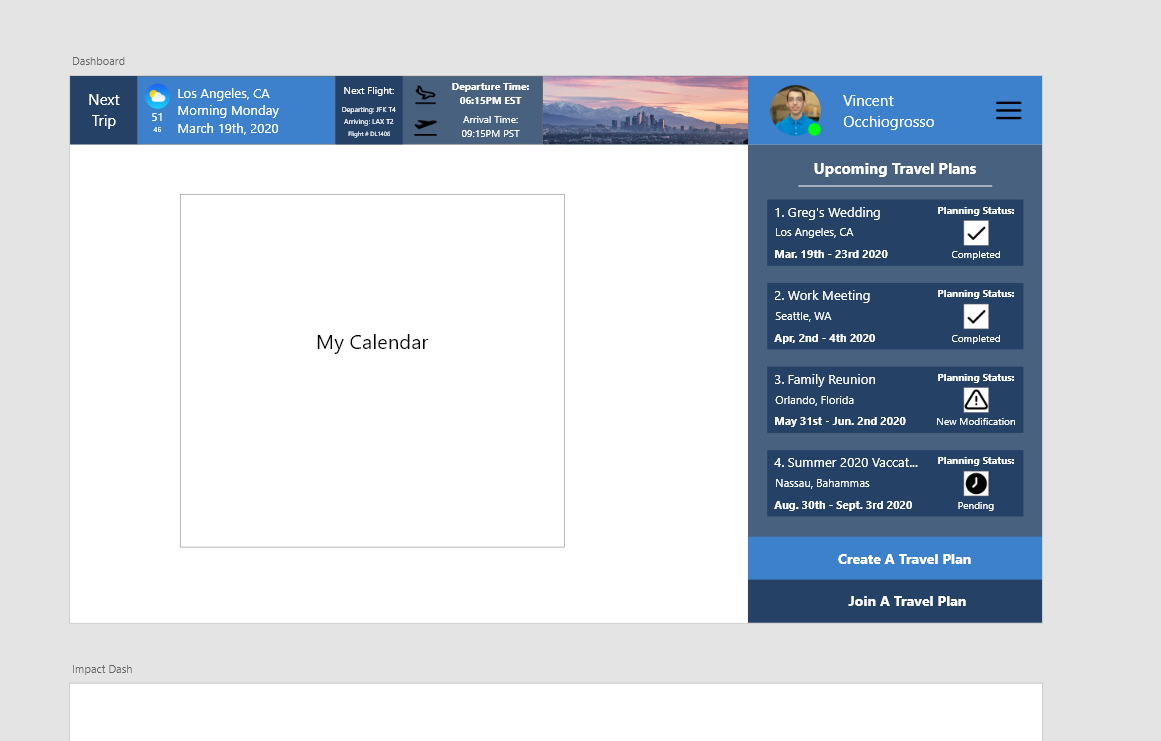 Dashboard
Next
Trip
51
46
Los Angeles, CA
Morning Monday
March 19th, 2020
Next Flight:
Departing: JFK T4
Arriving: LAX T2
Flight # DL1406
Departure Time:
06:15PM EST
Arrival Time:
09:15PM PST
Vincent
Occhiogrosso
My Calendar
Upcoming Travel Plans
1. Greg's Wedding
Los Angeles, CA
Mar. 19th - 23rd 2020
Planning Status:
Completed
2. Work Meeting
Seattle, WA
Apr, 2nd - 4th 2020
Planning Status:
Completed
3. Family Reunion
Orlando, Florida
May 31st - Jun. 2nd 2020
Planning Status:
New Modification
4. Summer 2020 Vaccat...
Nassau, Bahammas
Aug. 30th - Sept. 3rd 2020
Planning Status:
Pending
Create A Travel Plan
Join A Travel Plan
Impact Dash